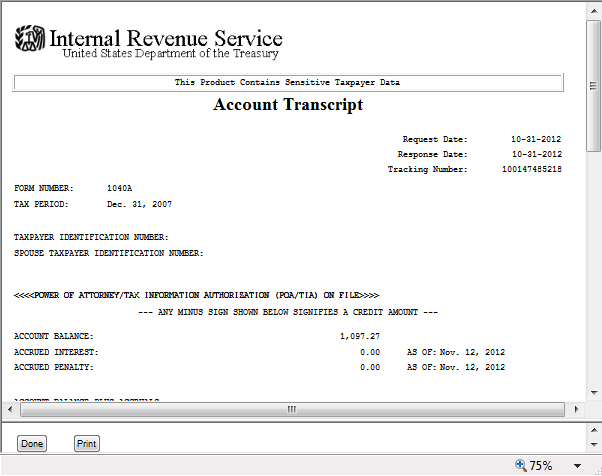 Internal Revenue Service
United States Department of the Treasury
This Product Contains Sensitive Taxpayer Data
Account Transcript
Request Date: 10-31-2012
Response Date: 10-31-2012
Tracking Number: 100147485218
FORM NUMBER: 1040A
TAX PERIOD: Dec. 31, 2007
TAXPAYER IDENTIFICATION NUMBER:
SPOUSE TAXPAYER IDENTIFICATION NUMBER:
<<<<POWER OF ATTORNEY/TAX INFORMATION AUTHORIZATION (POA/TIA) ON FILE>>>>
--- ANY MINUS SIGN SHOWN BELOW SIGNIFIES A CREDIT AMOUNT ---
ACCOUNT BALANCE: 1,097.27
ACCRUED INTEREST: 0.00 AS OF: Nov. 12, 2012
ACCRUED PENALTY: 0.00 AS OF: Nov. 12, 2012
Done Print
75%